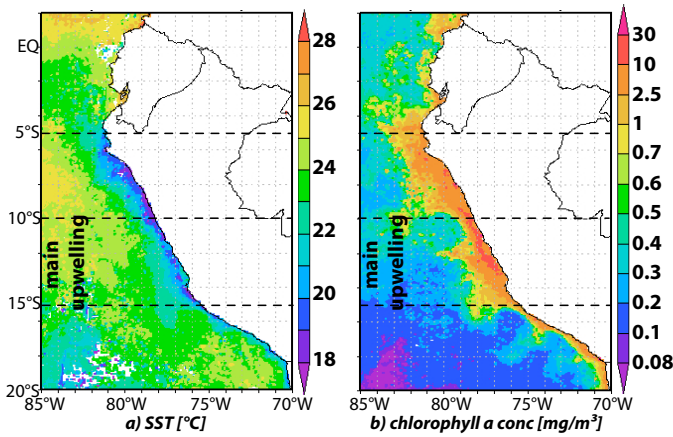 EQ
5°S
10°S
15°S
20°S
main
upwelling
85°W
80°W
75°W
70°W
28
26
24
22
20
18
a) SST [°C]
main
upwelling
85°W
80°W
75°W
70°W
30
10
2.5
1
0.7
0.6
0.5
0.4
0.3
0.2
0.1
0.08
b) chlorophyll a conc [mg/m³]